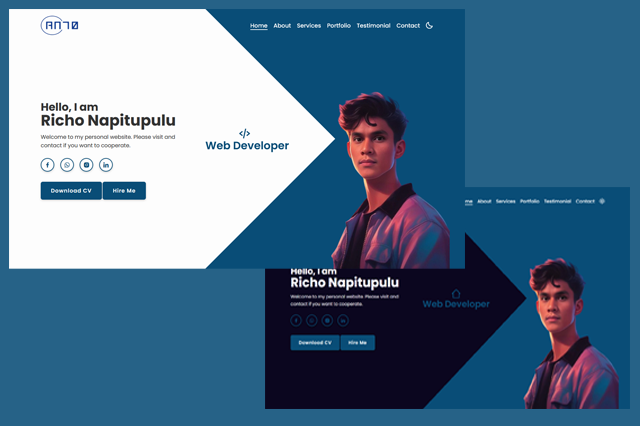 AN70
Home About Services Portfolio Testimonial Contact
Hello, I am
Richo Napitupulu
Welcome to my personal website. Please visit and
contact if you want to cooperate.
</> 
Web Developer
Download CV Hire Me
me About Services Portfolio Testimonial Contact
Hello, I am
Richo Napitupulu
Welcome to my personal website. Please visit and
contact if you want to cooperate.
Web Developer
Download CV Hire Me